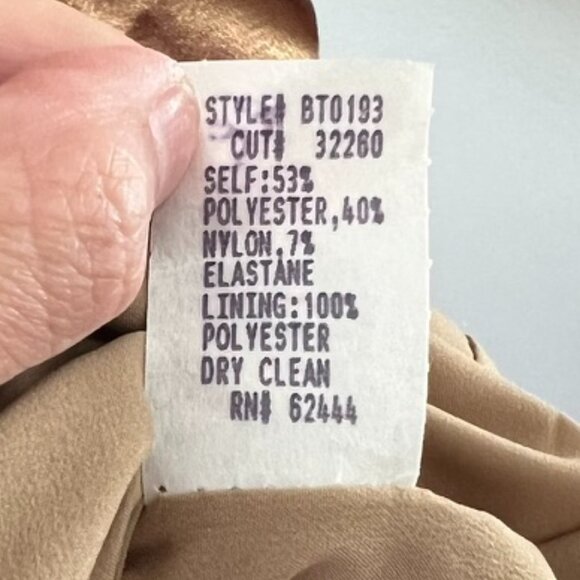 STYLE# BT0193
CUT# 32260
SELF:53%
POLYESTER,40%
NYLON,7%
ELASTANE
LINING:100%
POLYESTER
DRY CLEAN
RN# 62444